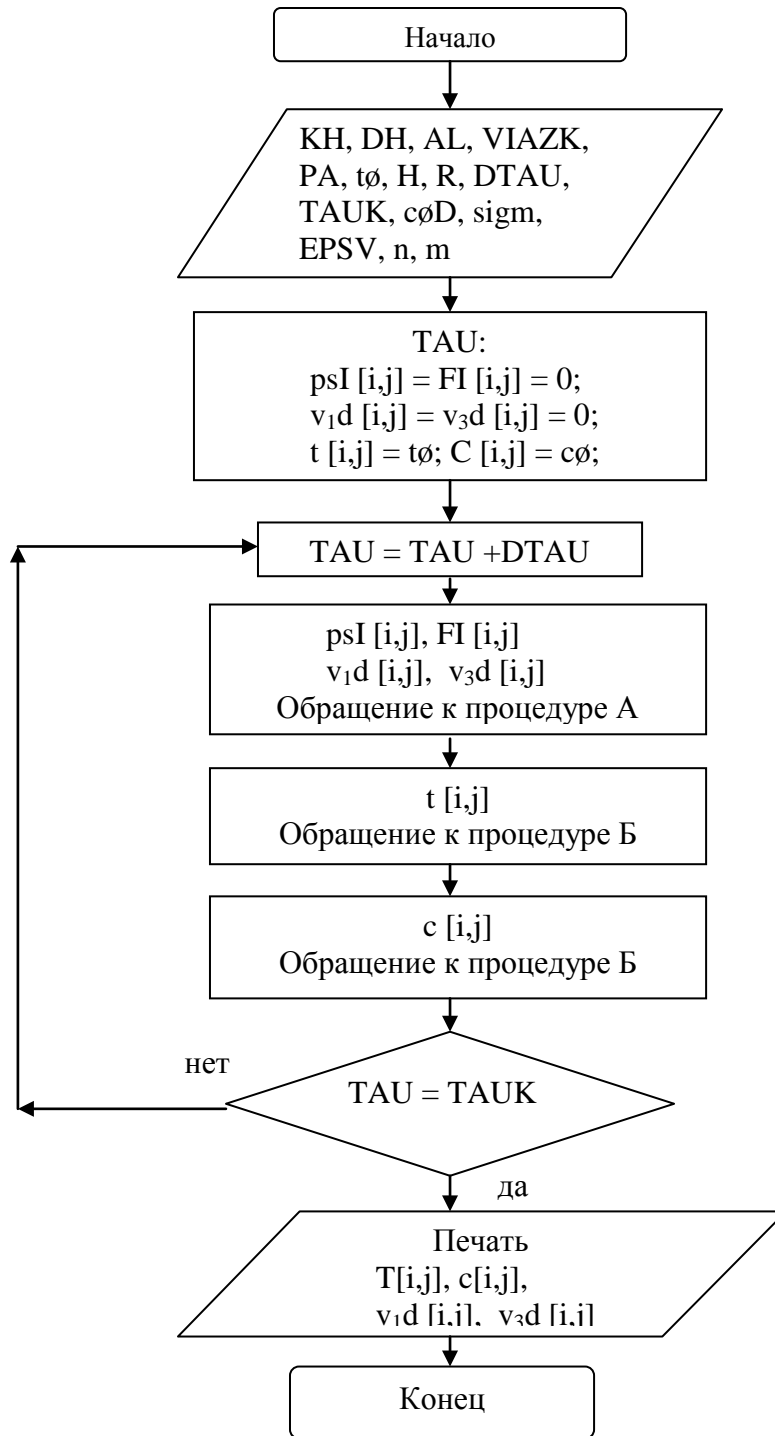 Начало
KH, DH, AL, VIAZK,
PA, tø, H, R, DTAU,
TAUK, cøD, sigm,
EPSV, n, m
TAU:
psI [i,j] = FI [i,j] = 0;
v₁d [i,j] = v₃d [i,j] = 0;
t [i,j] = tø; C [i,j] = cø;
TAU = TAU +DTAU
psI [i,j], FI [i,j]
v₁d [i,j], v₃d [i,j]
Обращение к процедуре А
t [i,j]
Обращение к процедуре Б
c [i,j]
Обращение к процедуре Б
нет
TAU = TAUK
да
Печать
T[i,j], c[i,j],
v₁d [i,j], v₃d [i,j]
Конец